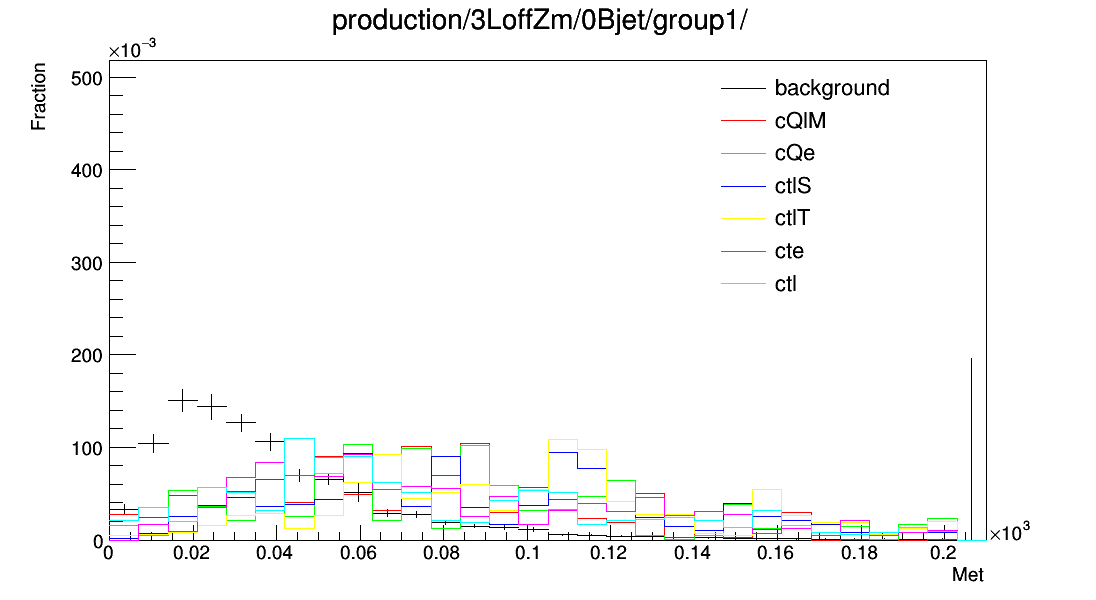 production/3LoffZm/0Bjet/group1/
×10⁻³
Fraction
500
400
300
200
100
0
background
cQlM
cQe
ctlS
ctlT
cte
ctl
0 0.02 0.04 0.06 0.08 0.1 0.12 0.14 0.16 0.18 0.2
×10³
Met